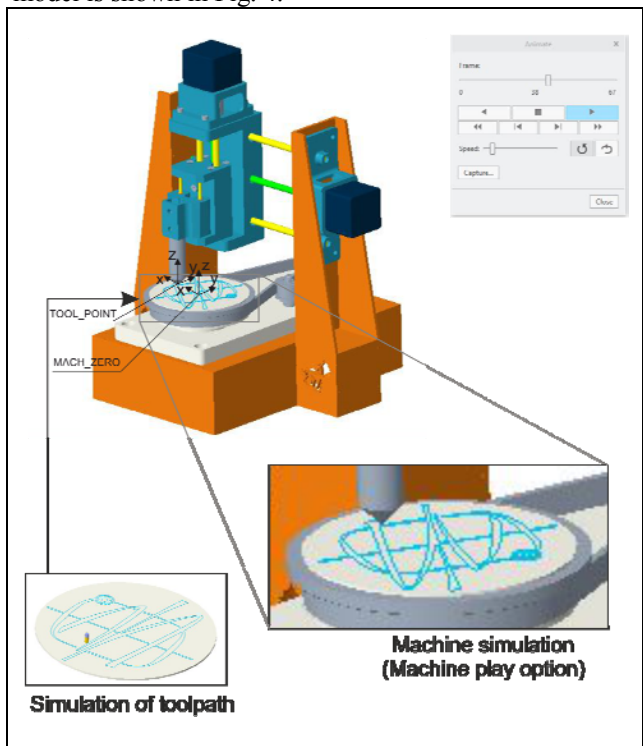 model is shown in Fig. 4.
Animate
Frame:
0 38 67
Speed:
Capture...
Close
z
z
x y
x y
TOOL_POINT
MACH_ZERO
Machine simulation
(Machine play option)
Simulation of toolpath